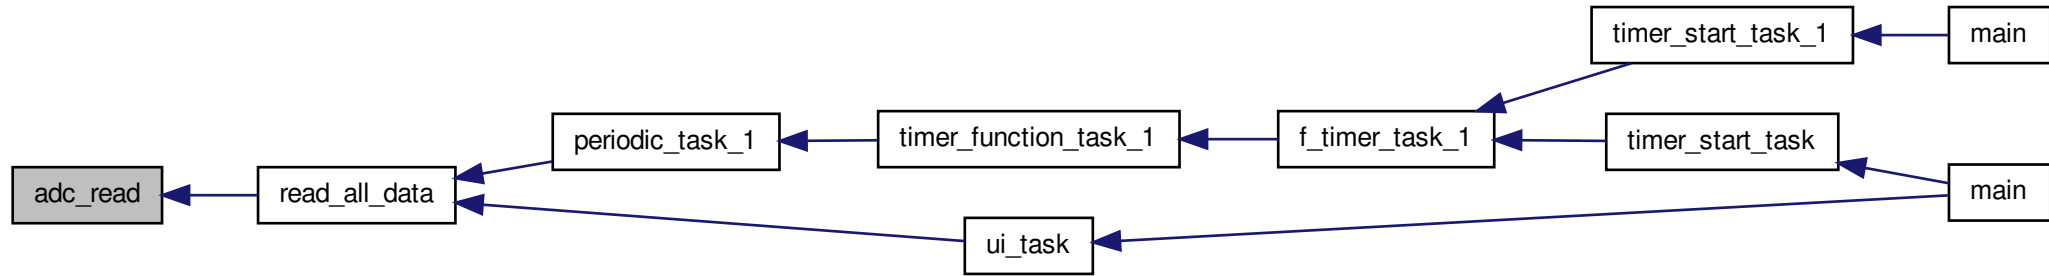 timer_start_task_1
main
periodic_task_1
timer_function_task_1
f_timer_task_1
timer_start_task
adc_read
read_all_data
main
ui_task